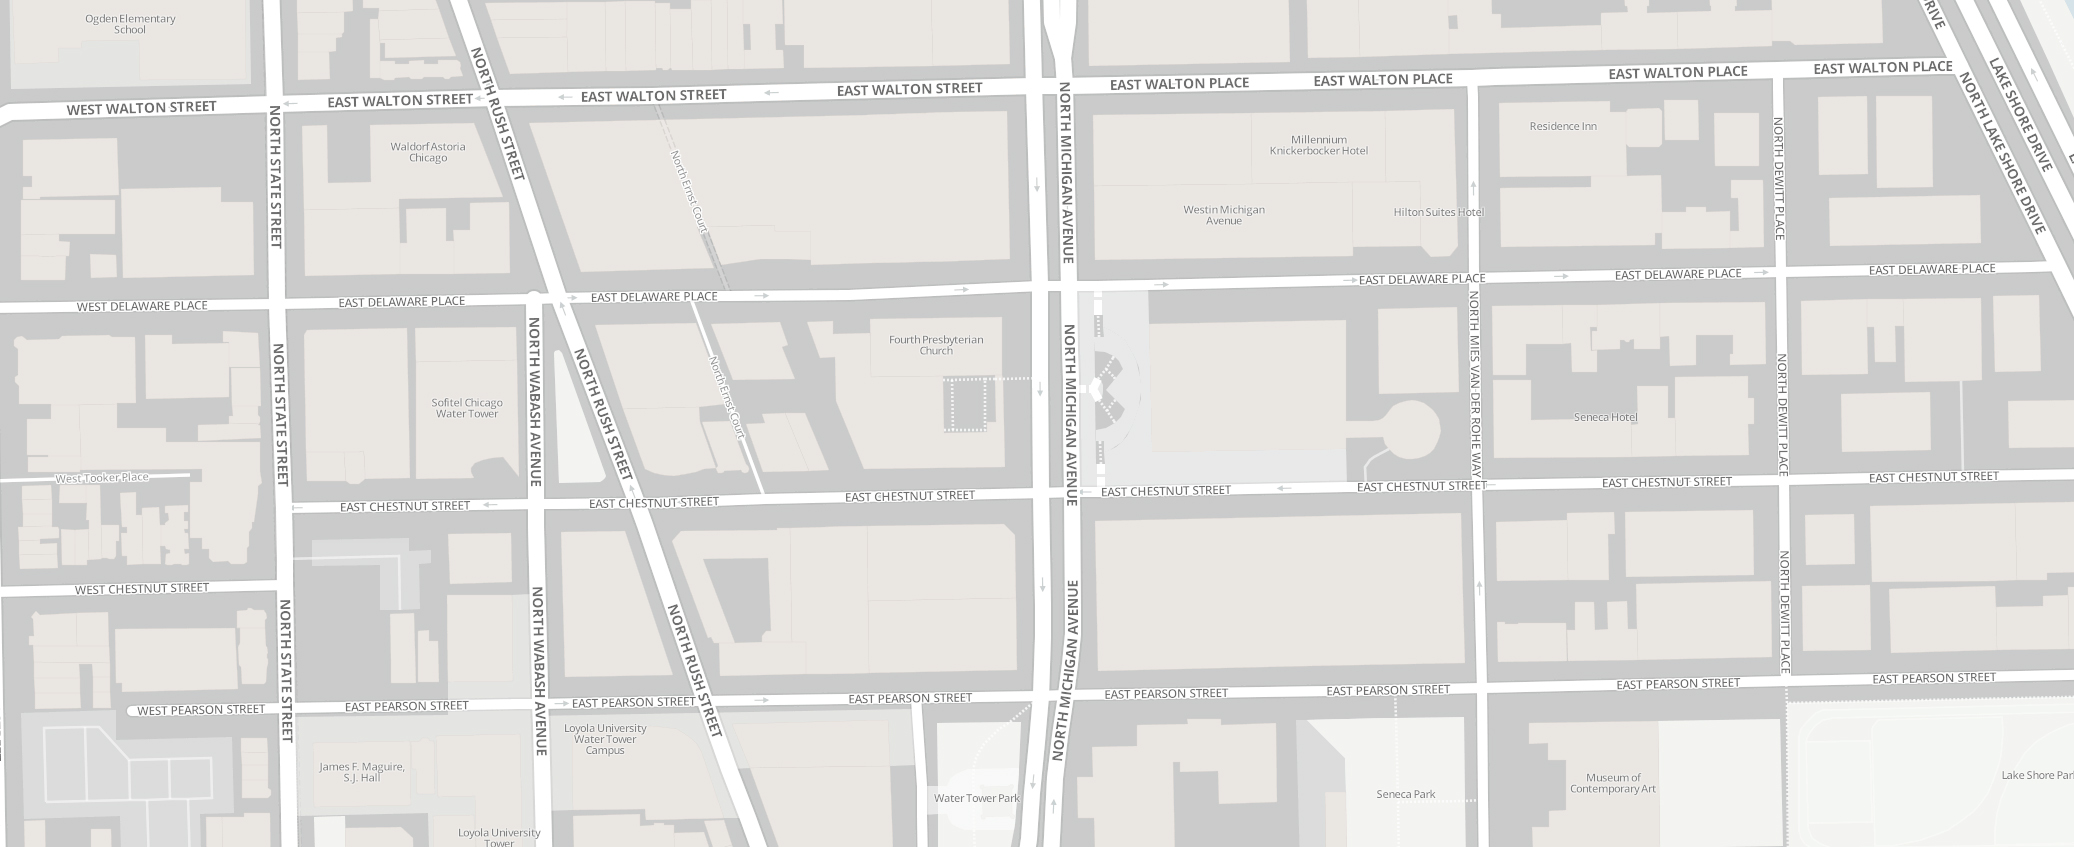 Ogden Elementary
School
NORTH RUSH STREET
NORTH MICHIGAN AVENUE
LAKE SHORE DRIVE
DRIVE
WEST WALTON STREET
EAST WALTON STREET
EAST WALTON STREET
EAST WALTON STREET
EAST WALTON PLACE
EAST WALTON PLACE
EAST WALTON PLACE
EAST WALTON PLACE
NORTH LAKE SHORE DRIVE
NORTH STATE STREET
Waldorf Astoria
Chicago
North Ernst Court
Millennium
Knickerbocker Hotel
Residence Inn
NORTH DEWITT PLACE
Westin Michigan
Avenue
Hilton Suites Hotel
WEST DELAWARE PLACE
EAST DELAWARE PLACE
EAST DELAWARE PLACE
EAST DELAWARE PLACE
EAST DELAWARE PLACE
EAST DELAWARE PLACE
NORTH STATE STREET
NORTH WABASH AVENUE
NORTH RUSH STREET
North Ernst Court
Fourth Presbyterian
Church
NORTH MICHIGAN AVENUE
NORTH MIES VAN DER ROHE WAY
NORTH DEWITT PLACE
Sofitel Chicago
Water Tower
Seneca Hotel
West Tooker Place
EAST CHESTNUT STREET
EAST CHESTNUT STREET
EAST CHESTNUT STREET
EAST CHESTNUT STREET
EAST CHESTNUT STREET
EAST CHESTNUT STREET
EAST CHESTNUT STREET
WEST CHESTNUT STREET
NORTH STATE STREET
NORTH WABASH AVENUE
NORTH RUSH STREET
NORTH MICHIGAN AVENUE
NORTH DEWITT PLACE
WEST PEARSON STREET
EAST PEARSON STREET
EAST PEARSON STREET
EAST PEARSON STREET
EAST PEARSON STREET
EAST PEARSON STREET
EAST PEARSON STREET
EAST PEARSON STREET
Loyola University
Water Tower
Campus
James F. Maguire,
S.J. Hall
Water Tower Park
Seneca Park
Museum of
Contemporary Art
Lake Shore Par
Loyola University
Tower